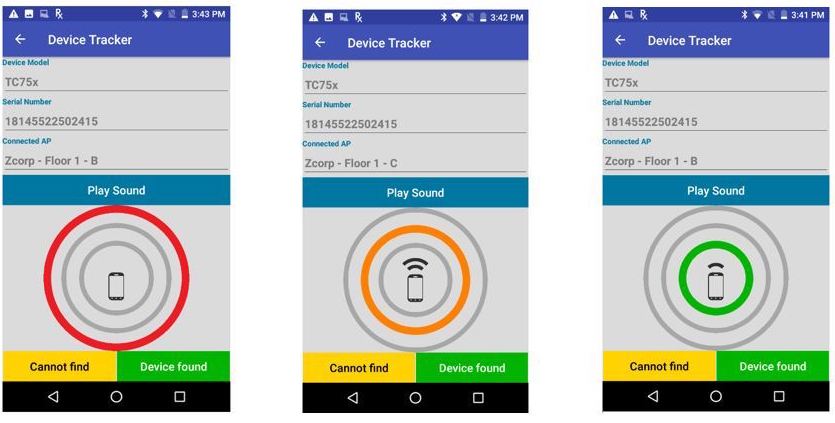 3:43 PM
Device Tracker
Device Model
TC75x
Serial Number
18145522502415
Connected AP
Zcorp - Floor 1 - B
Play Sound
Cannot find
Device found
3:42 PM
Device Tracker
Device Model
TC75x
Serial Number
18145522502415
Connected AP
Zcorp - Floor 1 - C
Play Sound
Cannot find
Device found
3:41 PM
Device Tracker
Device Model
TC75x
Serial Number
18145522502415
Connected AP
Zcorp - Floor 1 - B
Play Sound
Cannot find
Device found